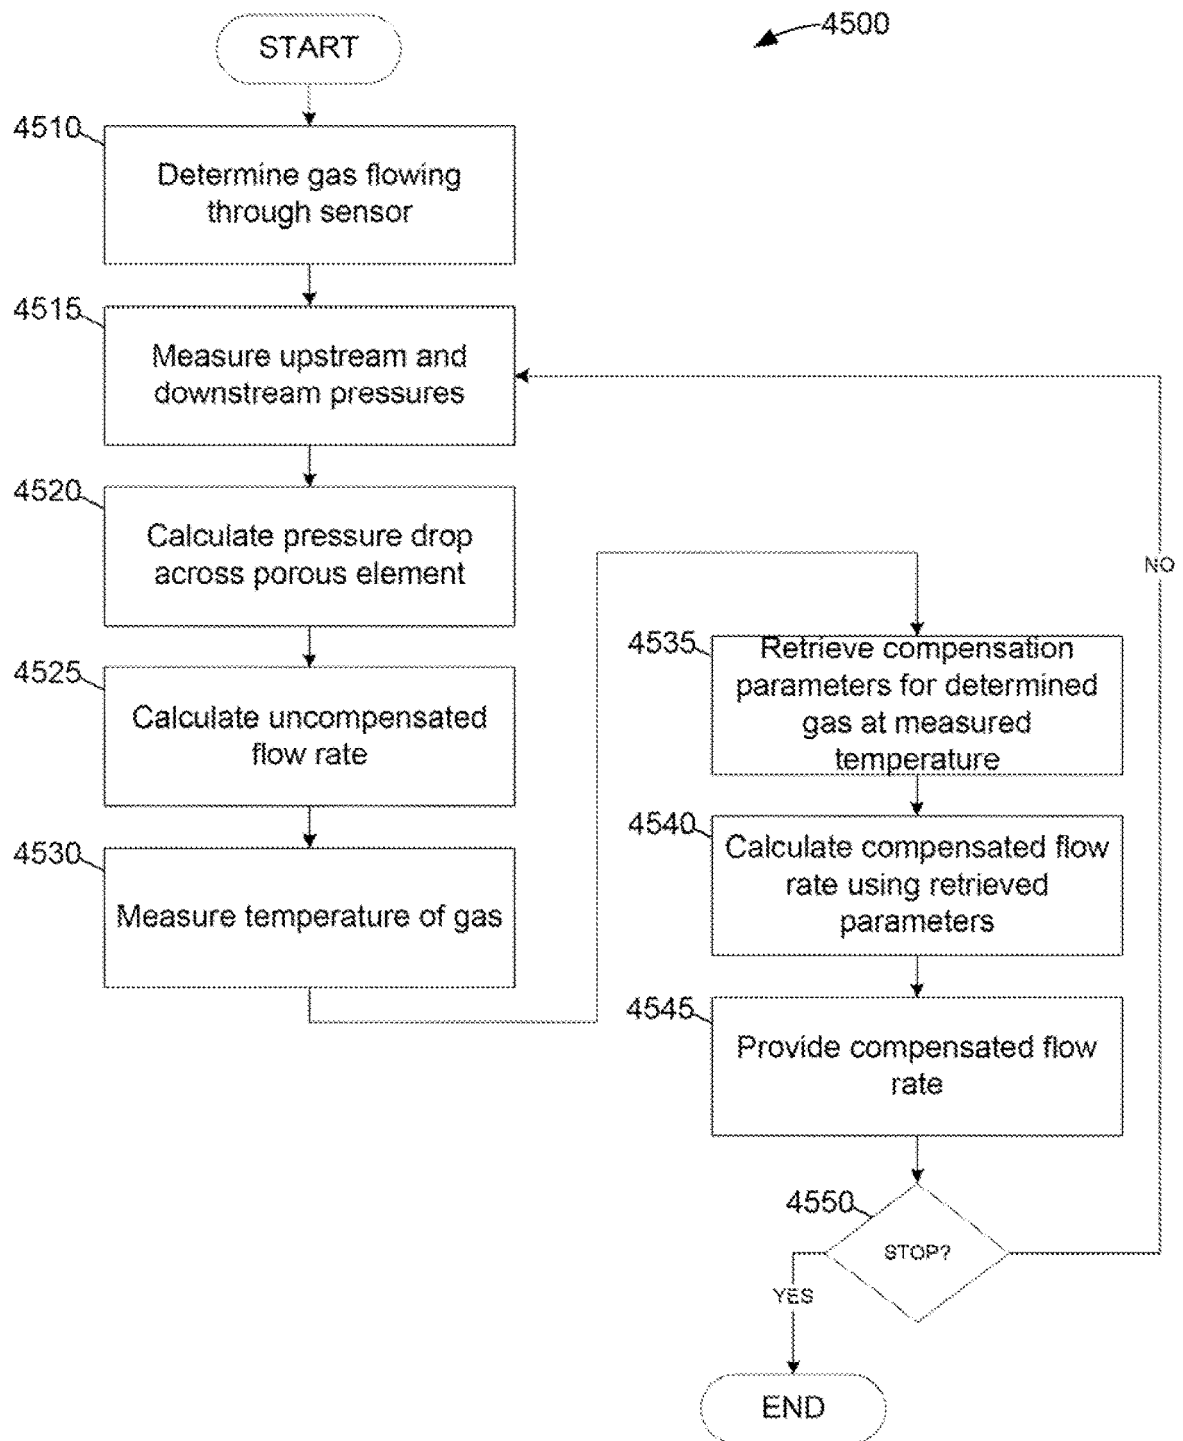 START
4500
4510
Determine gas flowing
through sensor
4515
Measure upstream and
downstream pressures
4520
Calculate pressure drop
across porous element
4525
Calculate uncompensated
flow rate
4530
Measure temperature of gas
4535
Retrieve compensation
parameters for determined
gas at measured
temperature
4540
Calculate compensated flow
rate using retrieved
parameters
4545
Provide compensated flow
rate
4550
STOP?
NO
YES
END